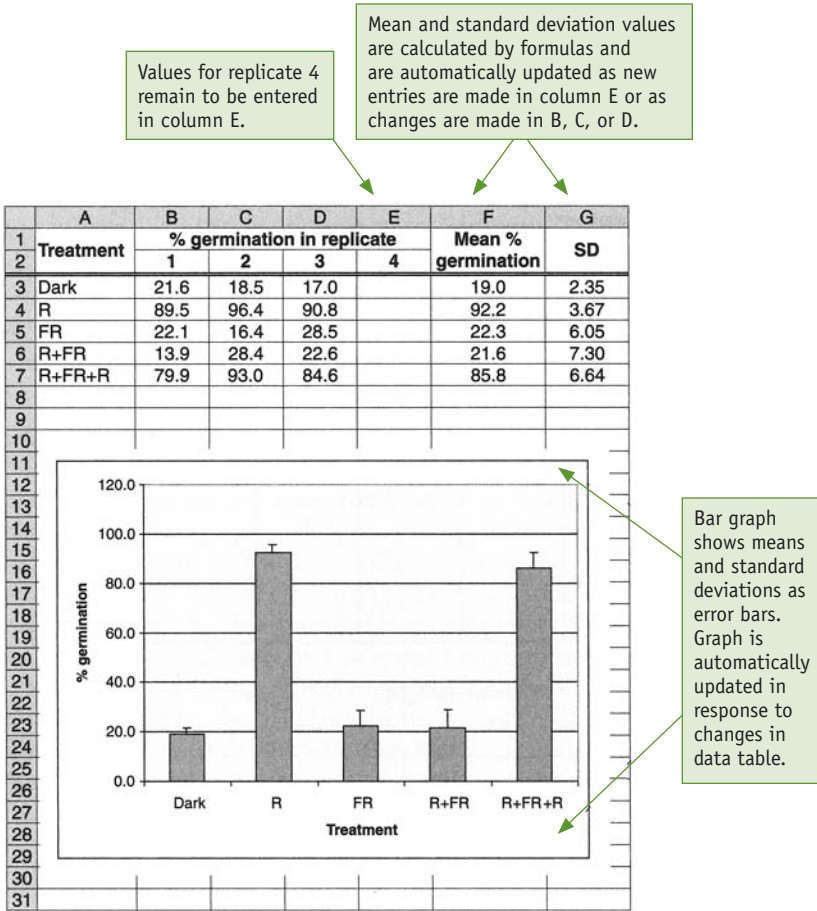 Mean and standard deviation values
are calculated by formulas and
are automatically updated as new
entries are made in column E or as
changes are made in B, C, or D.
Values for replicate 4
remain to be entered
in column E.
A B C D E F G
1 Treatment % germination in replicate Mean % germination SD
2 1 2 3 4
3 Dark 21.6 18.5 17.0 19.0 2.35
4 R 89.5 96.4 90.8 92.2 3.67
5 FR 22.1 16.4 28.5 22.3 6.05
6 R+FR 13.9 28.4 22.6 21.6 7.30
7 R+FR+R 79.9 93.0 84.6 85.8 6.64
8
9
10
11
12
13
14
15
16
17
18
19
20
21
22
23
24
25
26
27
28
29
30
31
120.0
100.0
80.0
60.0
40.0
20.0
0.0
% germination
Dark R FR R+FR R+FR+R
Treatment
Bar graph
shows means
and standard
deviations as
error bars.
Graph is
automatically
updated in
response to
changes in
data table.